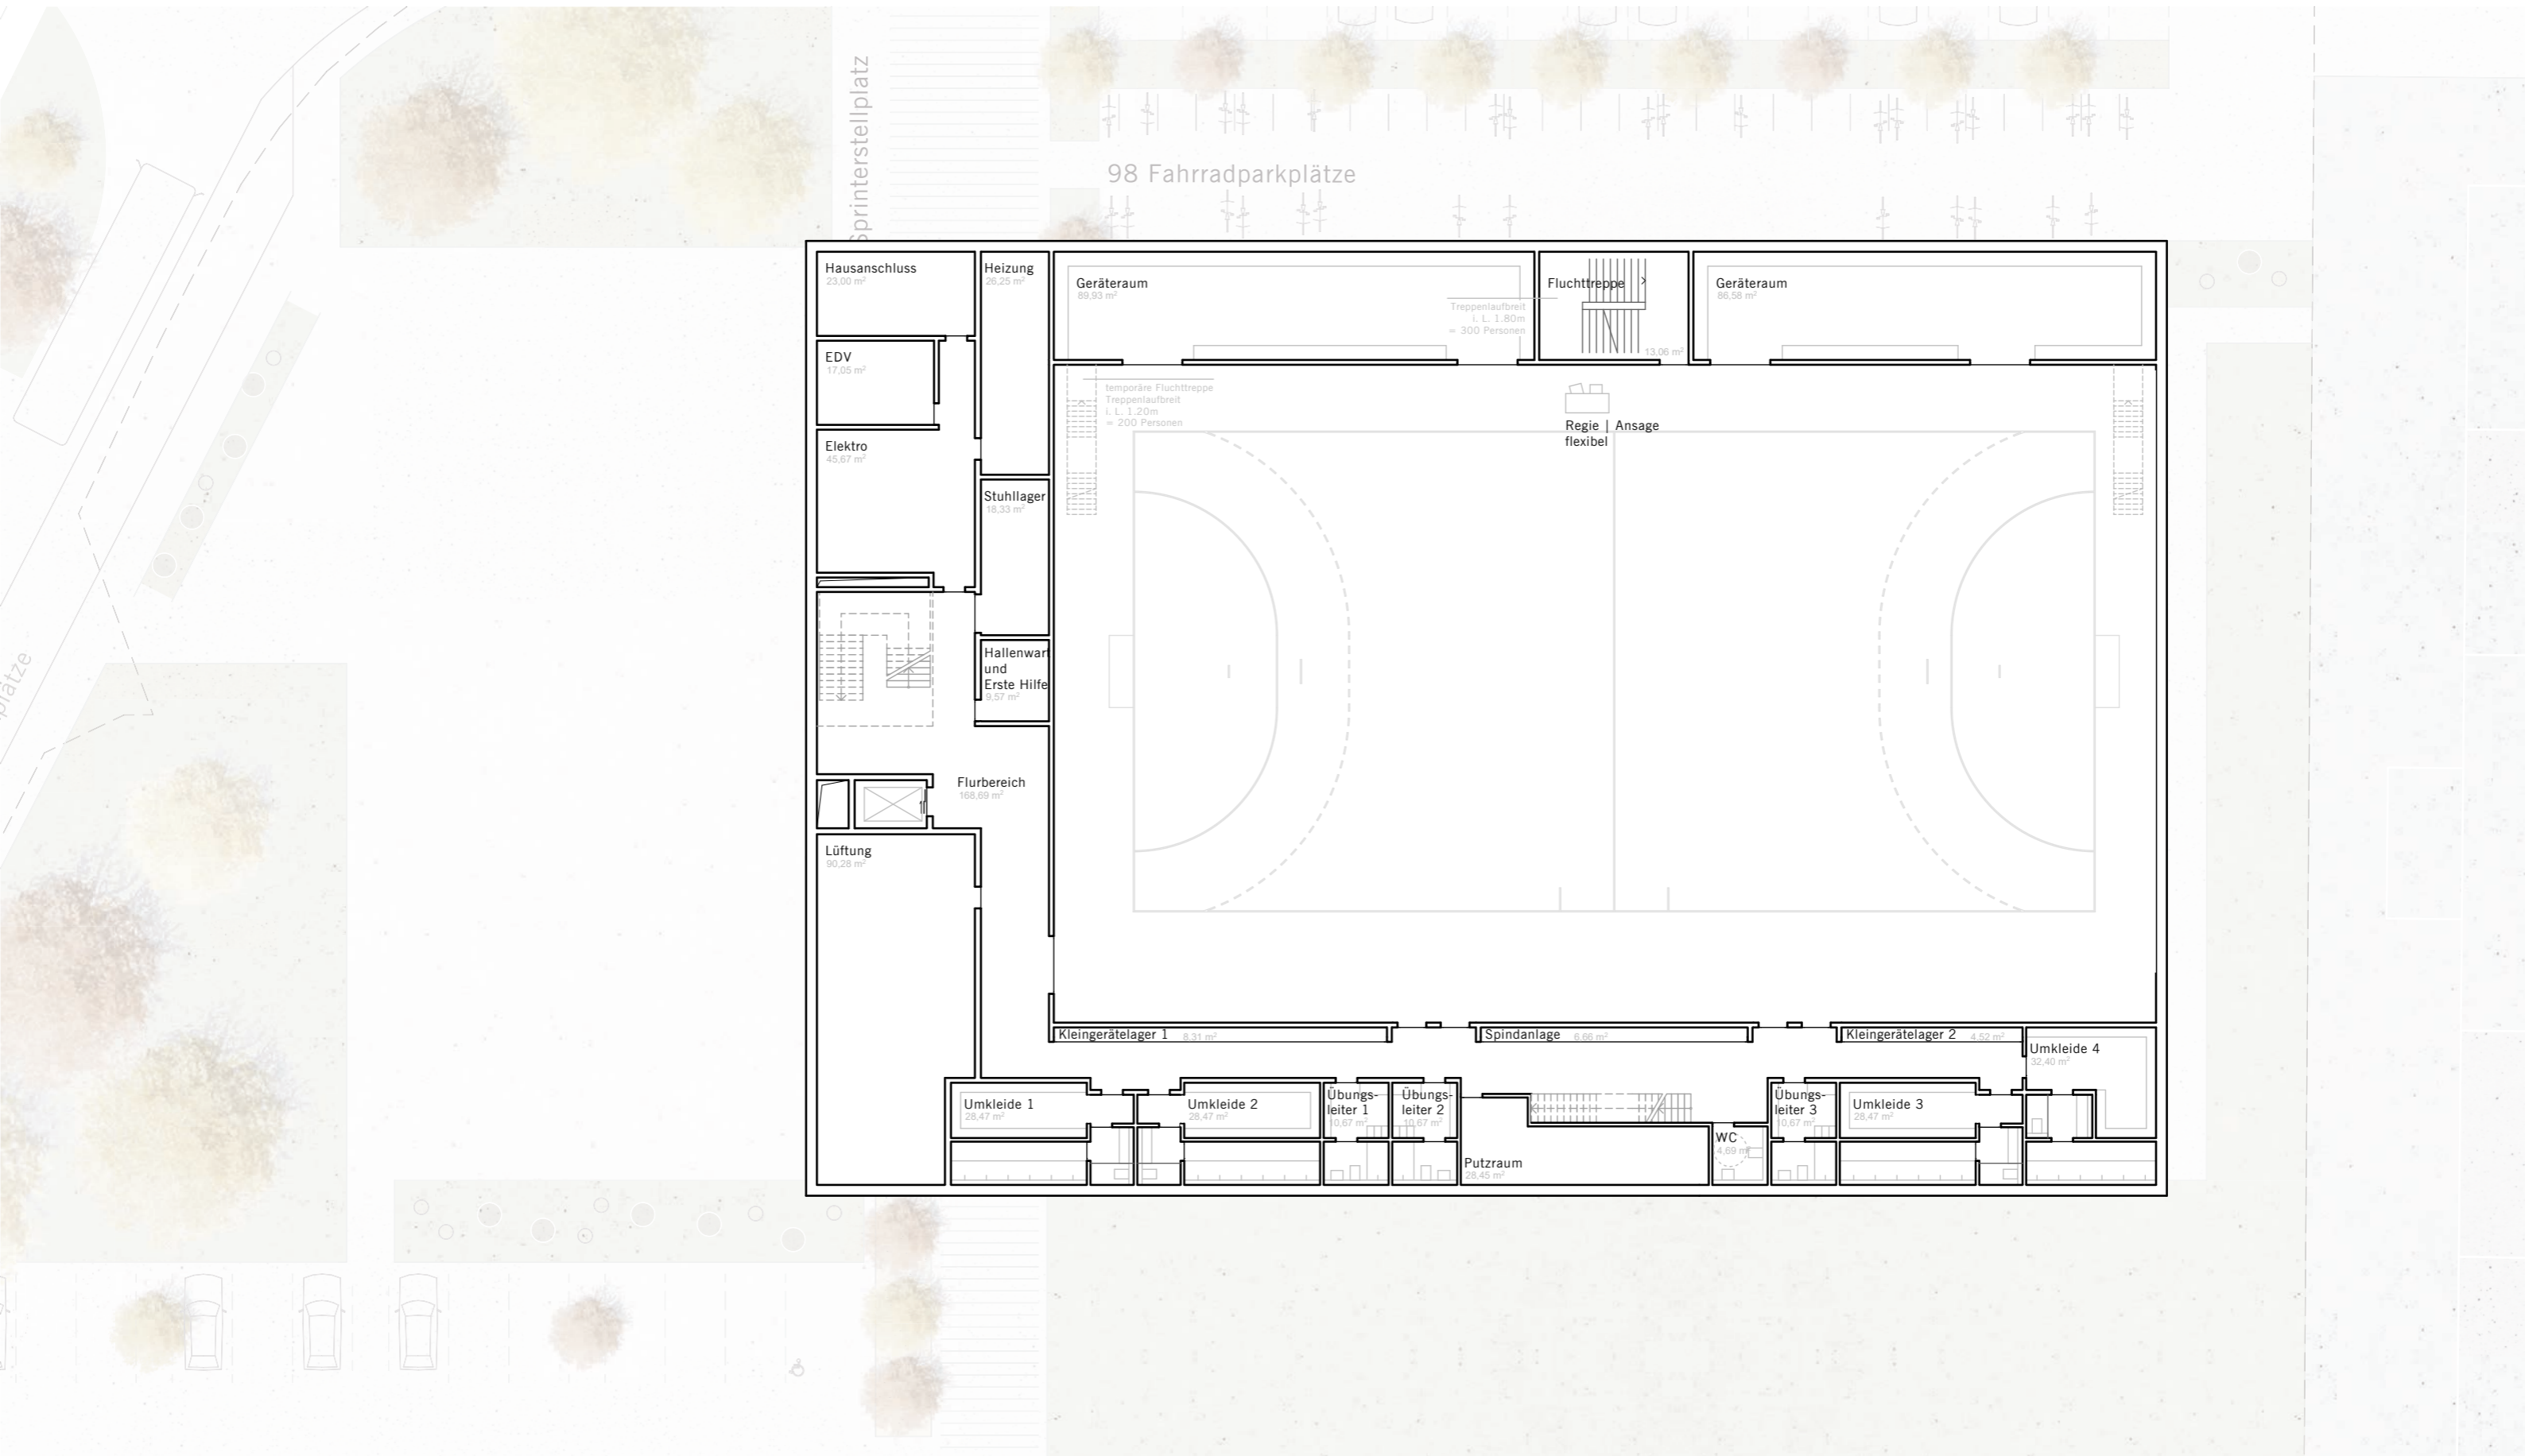 Sprinterstellplatz
98 Fahrradparkplätze
Hausanschluss
23,00 m²
Heizung
26,25 m²
Geräteraum
89,93 m²
Treppenlaufbreit
i. L. 1.80m
= 300 Personen
Fluchttreppe
13,06 m²
Geräteraum
86,58 m²
EDV
17,05 m²
temporäre Fluchttreppe
Treppenlaufbreit
i. L. 1.20m
= 200 Personen
Regie | Ansage
flexibel
Elektro
45,67 m²
Stuhllager
18,33 m²
Hallenwart
und
Erste Hilfe
9,57 m²
plätze
Flurbereich
168,69 m²
Lüftung
90,28 m²
Kleingerätelager 1
8,31 m²
Spindanlage
6,66 m²
Kleingerätelager 2
4,52 m²
Umkleide 4
32,40 m²
Umkleide 1
28,47 m²
Umkleide 2
28,47 m²
Übungs-
leiter 1
10,67 m²
Übungs-
leiter 2
10,67 m²
Putzraum
28,45 m²
WC
4,69 m²
Übungs-
leiter 3
10,67 m²
Umkleide 3
28,47 m²